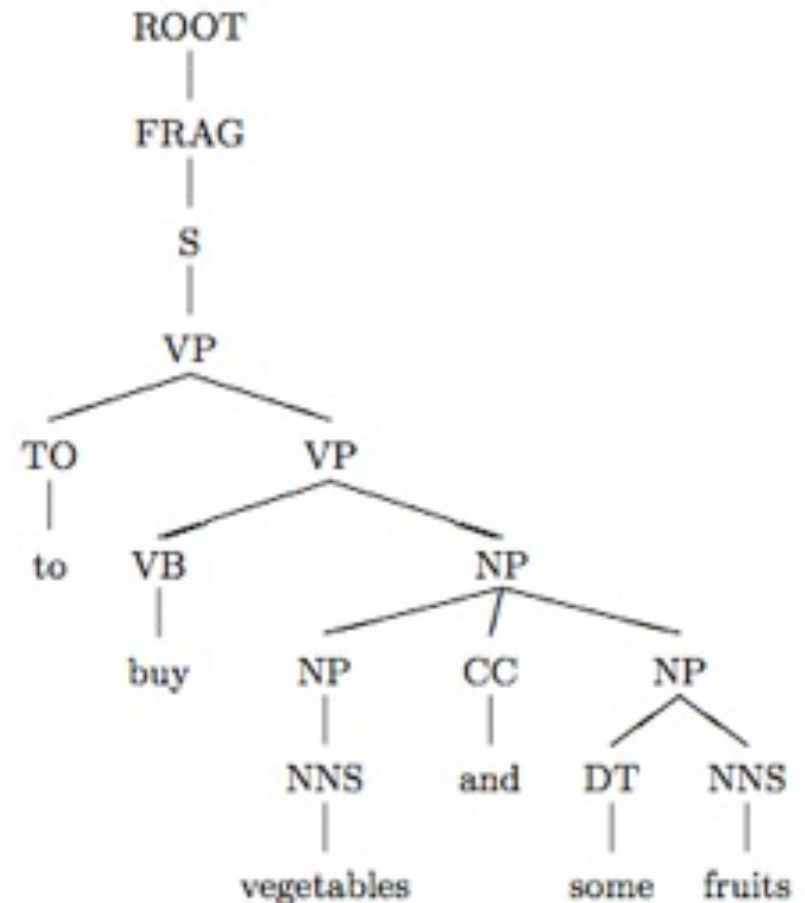 ROOT
FRAG
S
VP
TO VP
to VB NP
buy NP CC NP
NNS and DT NNS
vegetables some fruits